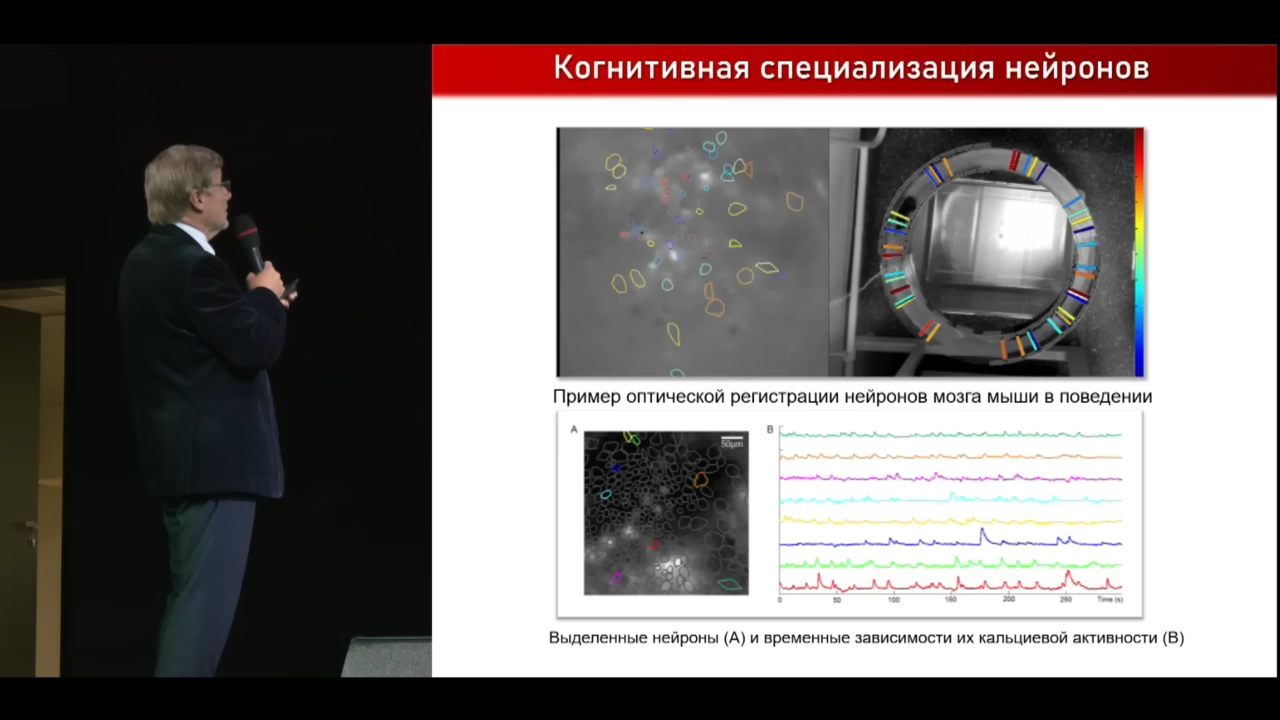 Когнитивная специализация нейронов
Пример оптической регистрации нейронов мозга мыши в поведении
A
B
50μm
0 50 100 150 200 250 Time (s)
Выделенные нейроны (А) и временные зависимости их кальциевой активности (В)